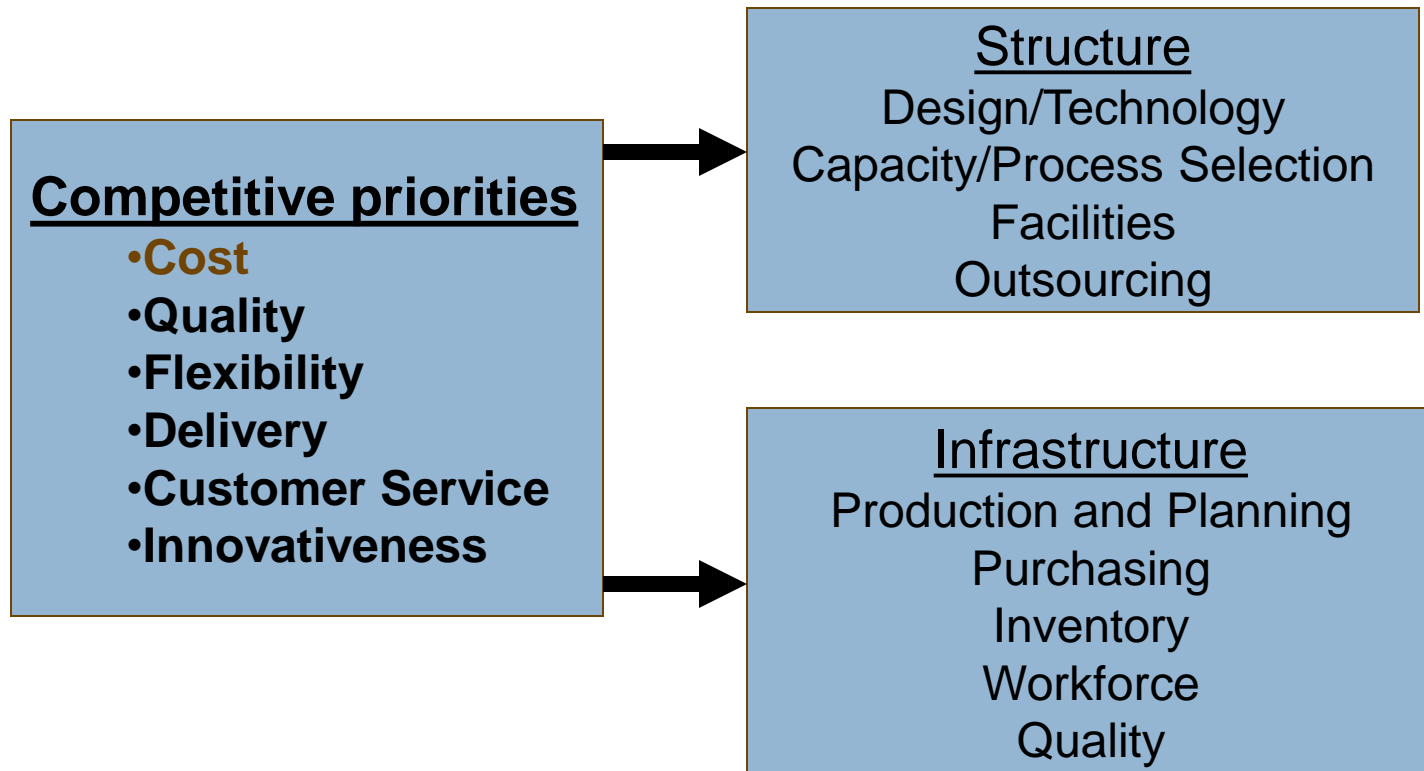 Competitive priorities
•Cost
•Quality
•Flexibility
•Delivery
•Customer Service
•Innovativeness
Structure
Design/Technology
Capacity/Process Selection
Facilities
Outsourcing
Infrastructure
Production and Planning
Purchasing
Inventory
Workforce
Quality